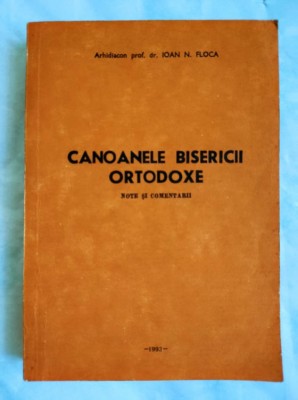 Arhidiacon prof. dr. IOAN N. FLOCA
CANOANELE BISERICII
ORTODOXE
NOTE ȘI COMENTARII